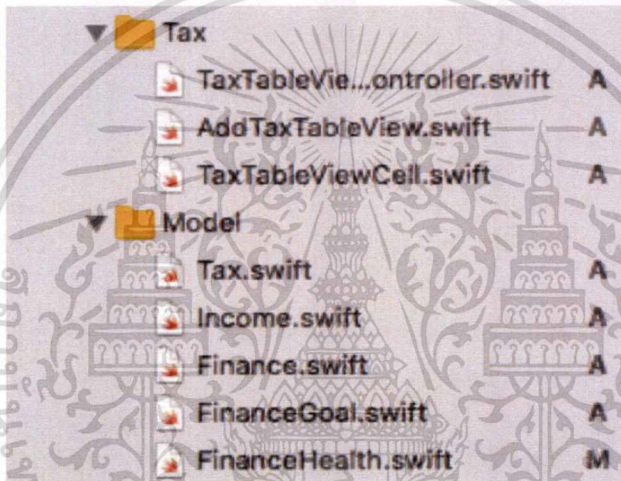 Tax
TaxTableVie...ontroller.swift A
AddTaxTableView.swift A
TaxTableViewCell.swift A
Model
Tax.swift A
Income.swift A
Finance.swift A
FinanceGoal.swift A
FinanceHealth.swift M